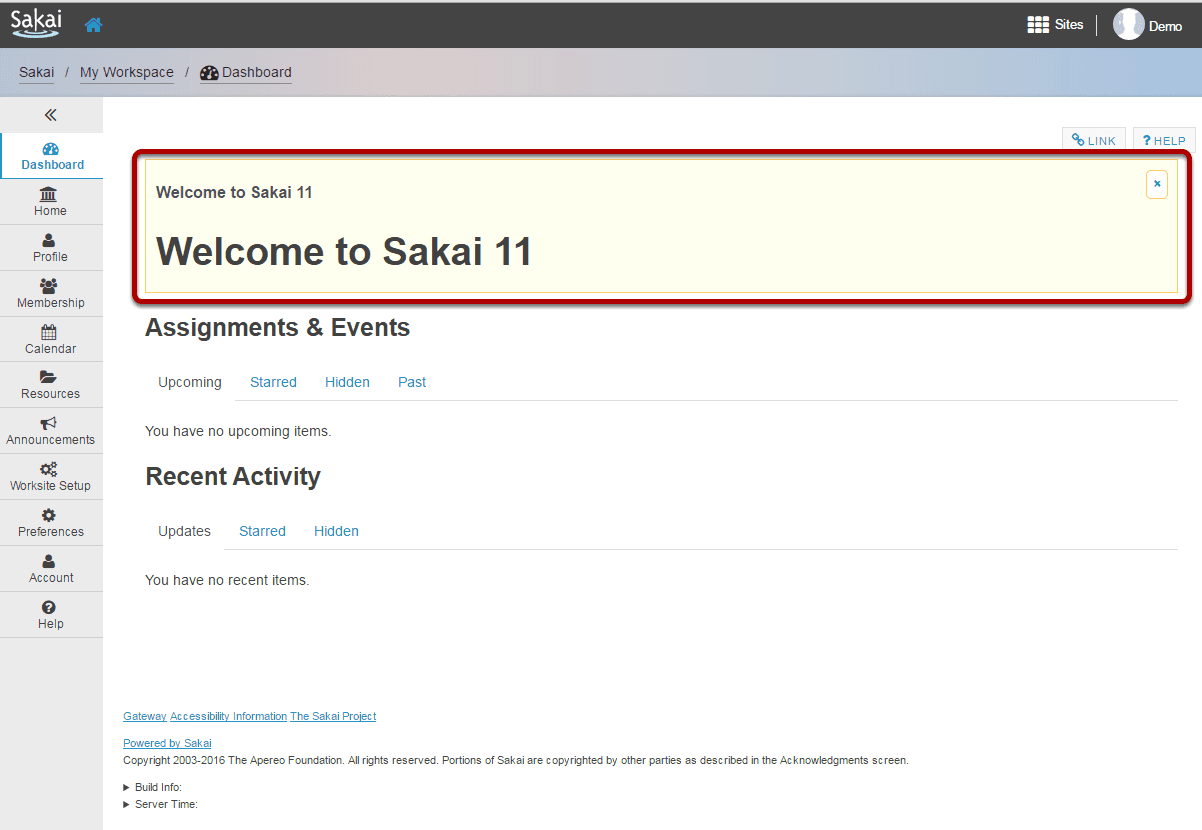 Sakai
Sites
Demo
Sakai / My Workspace / Dashboard
Dashboard
Home
Profile
Membership
Calendar
Resources
Announcements
Worksite Setup
Preferences
Account
Help
LINK
? HELP
Welcome to Sakai 11
×
Welcome to Sakai 11
Assignments & Events
Upcoming Starred Hidden Past
You have no upcoming items.
Recent Activity
Updates Starred Hidden
You have no recent items.
Gateway Accessibility Information The Sakai Project
Powered by Sakai
Copyright 2003-2016 The Apereo Foundation. All rights reserved. Portions of Sakai are copyrighted by other parties as described in the Acknowledgments screen.
Build Info:
Server Time: